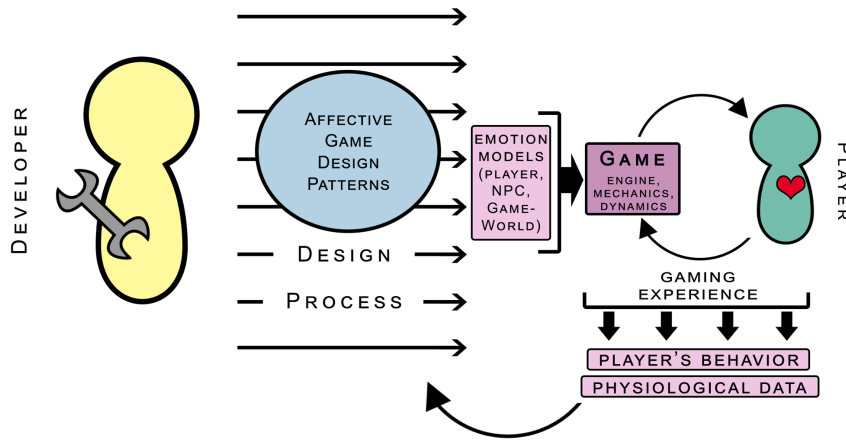 DEVELOPER
AFFECTIVE
GAME
DESIGN
PATTERNS
DESIGN
PROCESS
EMOTION
MODELS
(PLAYER,
NPC,
GAME-
WORLD)
GAME
ENGINE,
MECHANICS,
DYNAMICS
PLAYER
GAMING
EXPERIENCE
PLAYER'S BEHAVIOR
PHYSIOLOGICAL DATA